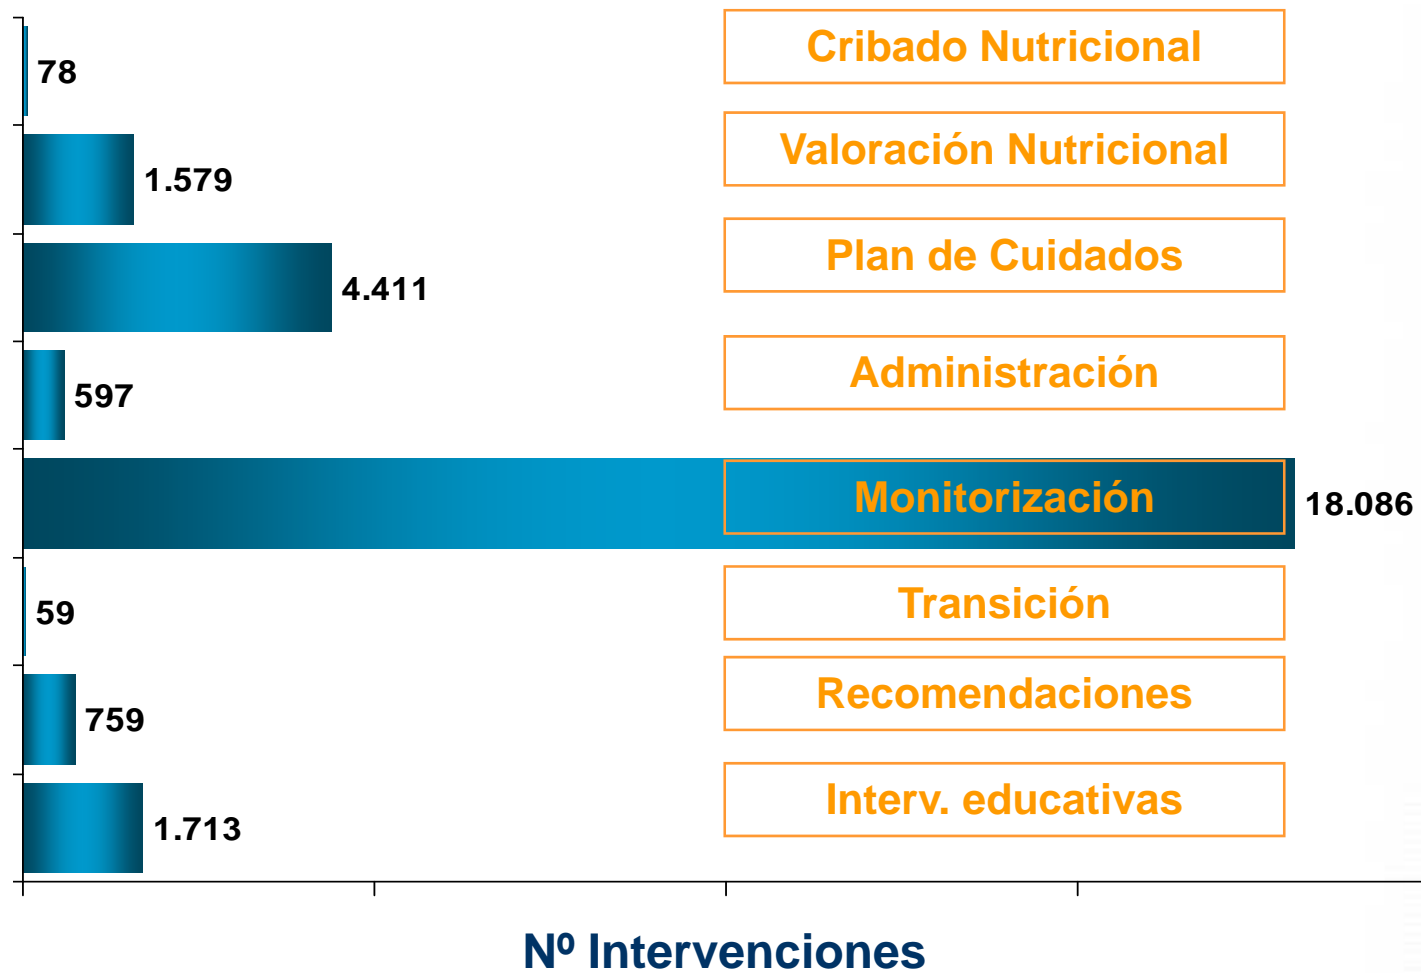 Cribado Nutricional
78
Valoración Nutricional
1.579
Plan de Cuidados
4.411
Administración
597
Monitorización
18.086
Transición
59
Recomendaciones
759
Interv. educativas
1.713
Nº Intervenciones